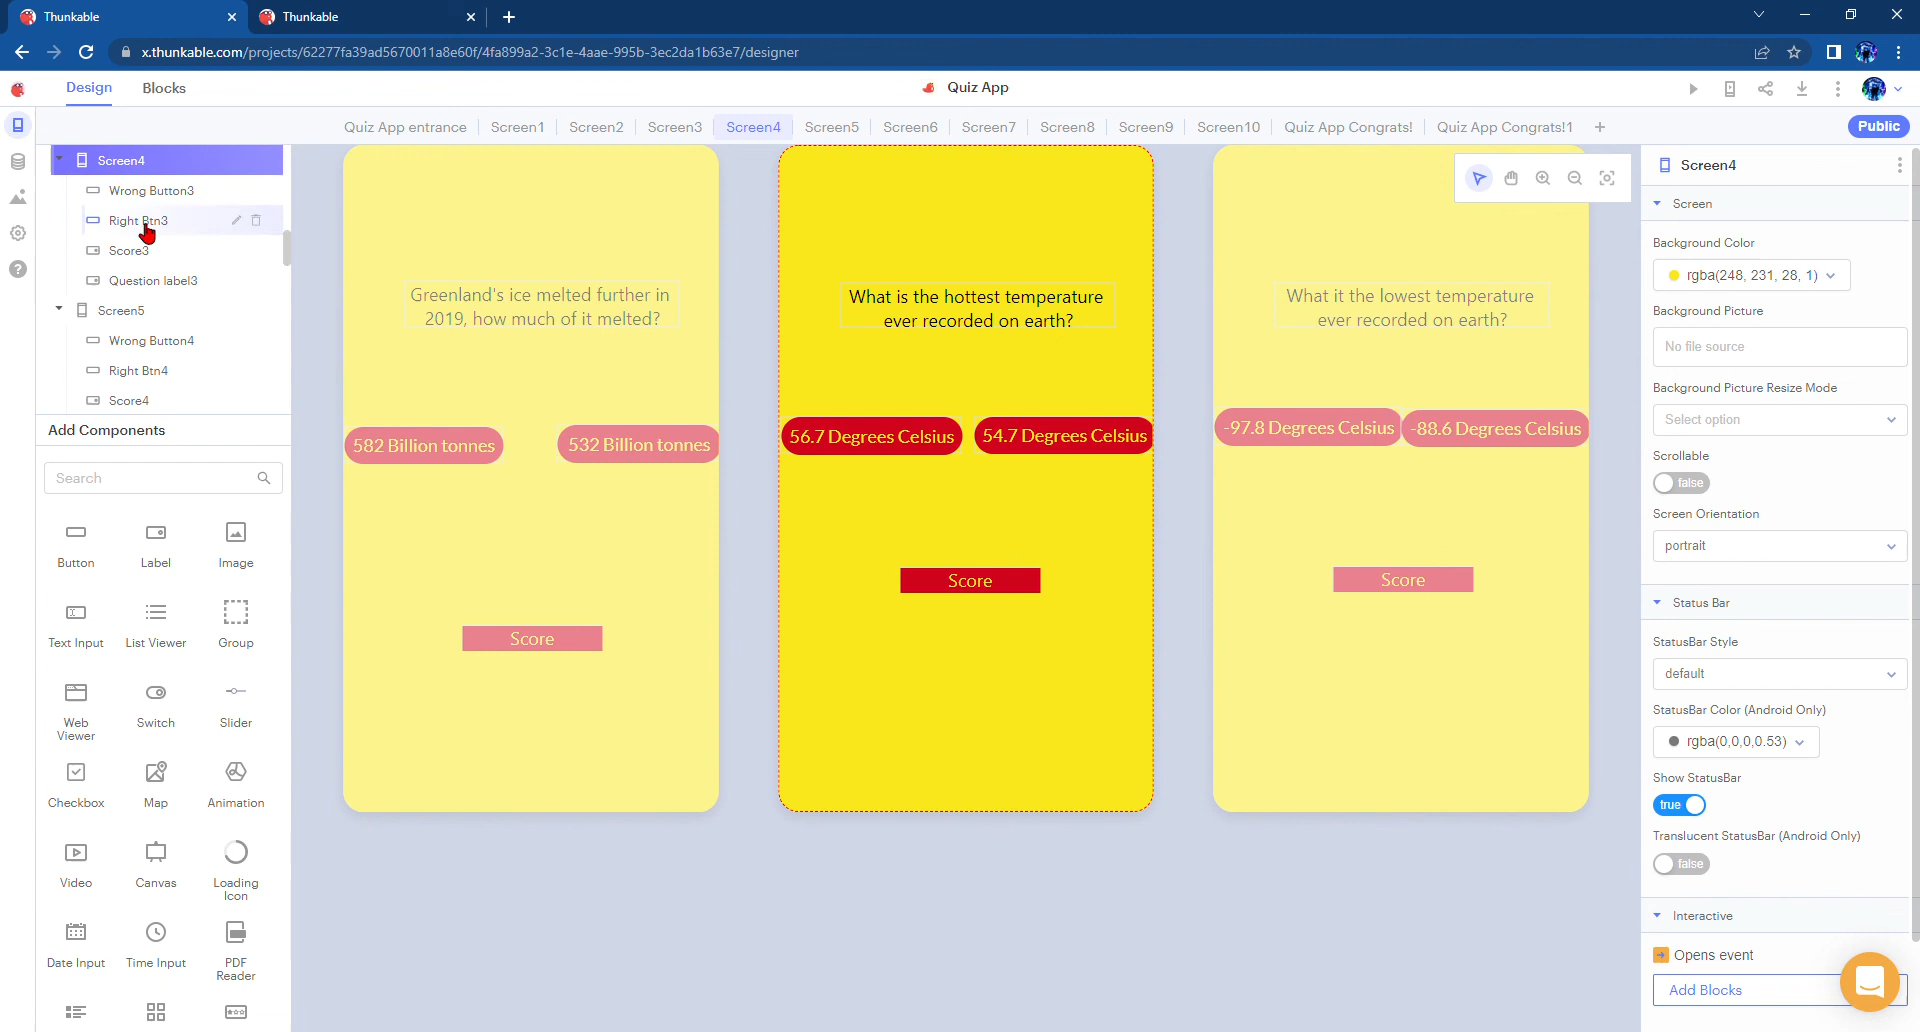 Thunkable
Thunkable
x.thunkable.com/projects/62277fa39ad5670011a8e60f/4fa899a2-3c1e-4aae-995b-3ec2da1b63e7/designer
Design
Blocks
Quiz App
Quiz App entrance
Screen1
Screen2
Screen3
Screen4
Screen5
Screen6
Screen7
Screen8
Screen9
Screen10
Quiz App Congrats!
Quiz App Congrats!1
Public
Screen4
Wrong Button3
Right Btn3
Score3
Question label3
Screen5
Wrong Button4
Right Btn4
Score4
Add Components
Search
Button
Label
Image
Text Input
List Viewer
Group
Web
Viewer
Switch
Slider
Checkbox
Map
Animation
Video
Canvas
Loading
Icon
Date Input
Time Input
PDF
Reader
Greenland's ice melted further in
2019, how much of it melted?
582 Billion tonnes
532 Billion tonnes
Score
What is the hottest temperature
ever recorded on earth?
56.7 Degrees Celsius
54.7 Degrees Celsius
Score
What it the lowest temperature
ever recorded on earth?
-97.8 Degrees Celsius
-88.6 Degrees Celsius
Score
Screen4
Screen
Background Color
rgba(248, 231, 28, 1)
Background Picture
No file source
Background Picture Resize Mode
Select option
Scrollable
false
Screen Orientation
portrait
Status Bar
StatusBar Style
default
StatusBar Color (Android Only)
rgba(0,0,0,0.53)
Show StatusBar
true
Translucent StatusBar (Android Only)
false
Interactive
Opens event
Add Blocks